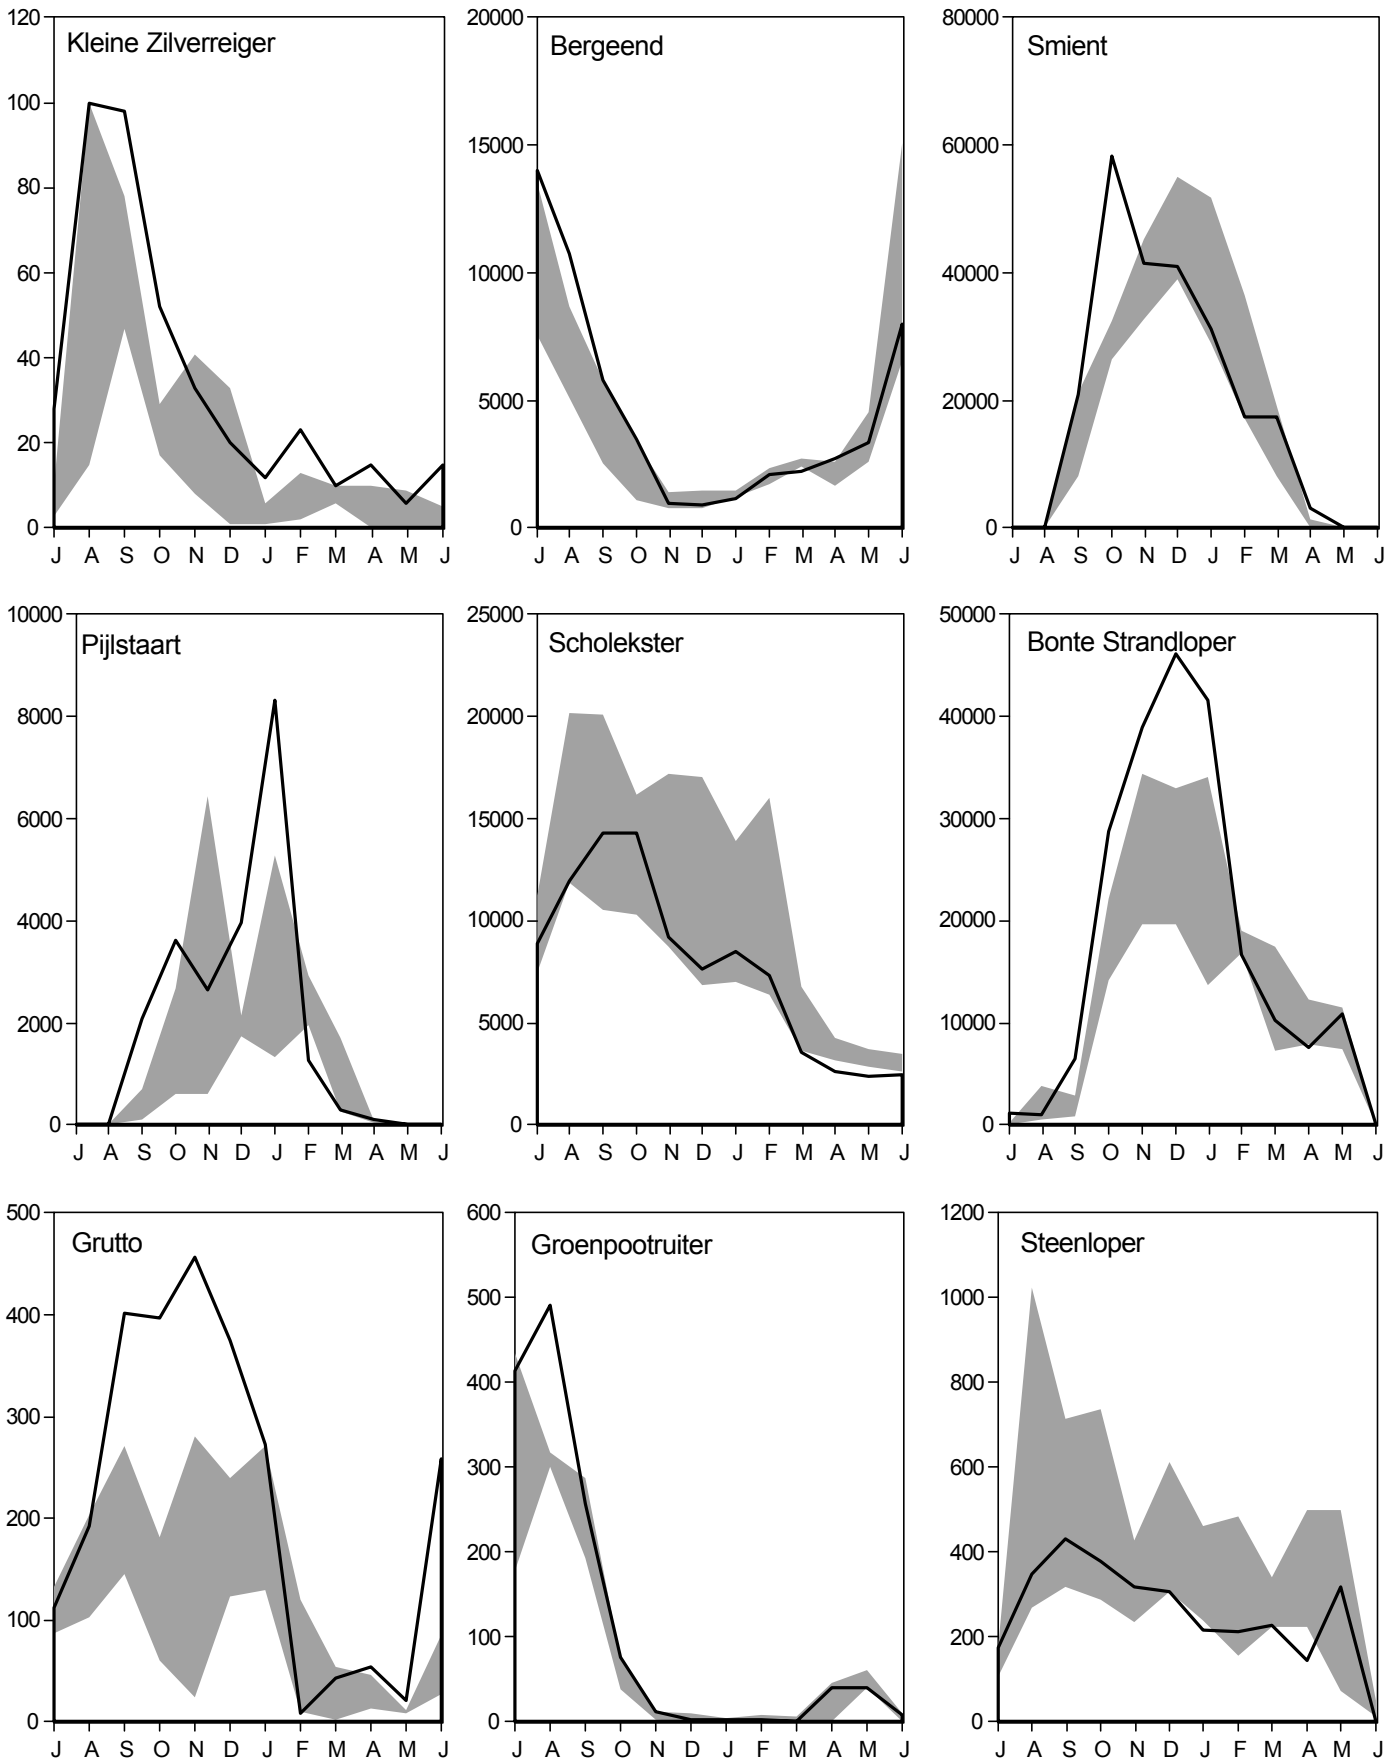 120 20000 80000
Kleine Zilverreiger Bergeend Smient
100
15000 60000
80
60 10000 40000
40
5000 20000
20
0 0 0
J A S O N D J F M A M J J A S O N D J F M A M J J A S O N D J F M A M J
10000 25000 50000
Pijlstaart Scholekster Bonte Strandloper
8000 20000 40000
6000 15000 30000
4000 10000 20000
2000 5000 10000
0 0 0
J A S O N D J F M A M J J A S O N D J F M A M J J A S O N D J F M A M J
500 600 1200
Grutto Groenpootruiter Steenloper
500 1000
400
400 800
300
300 600
200
200 400
100
100 200
0 0 0
J A S O N D J F M A M J J A S O N D J F M A M J J A S O N D J F M A M J